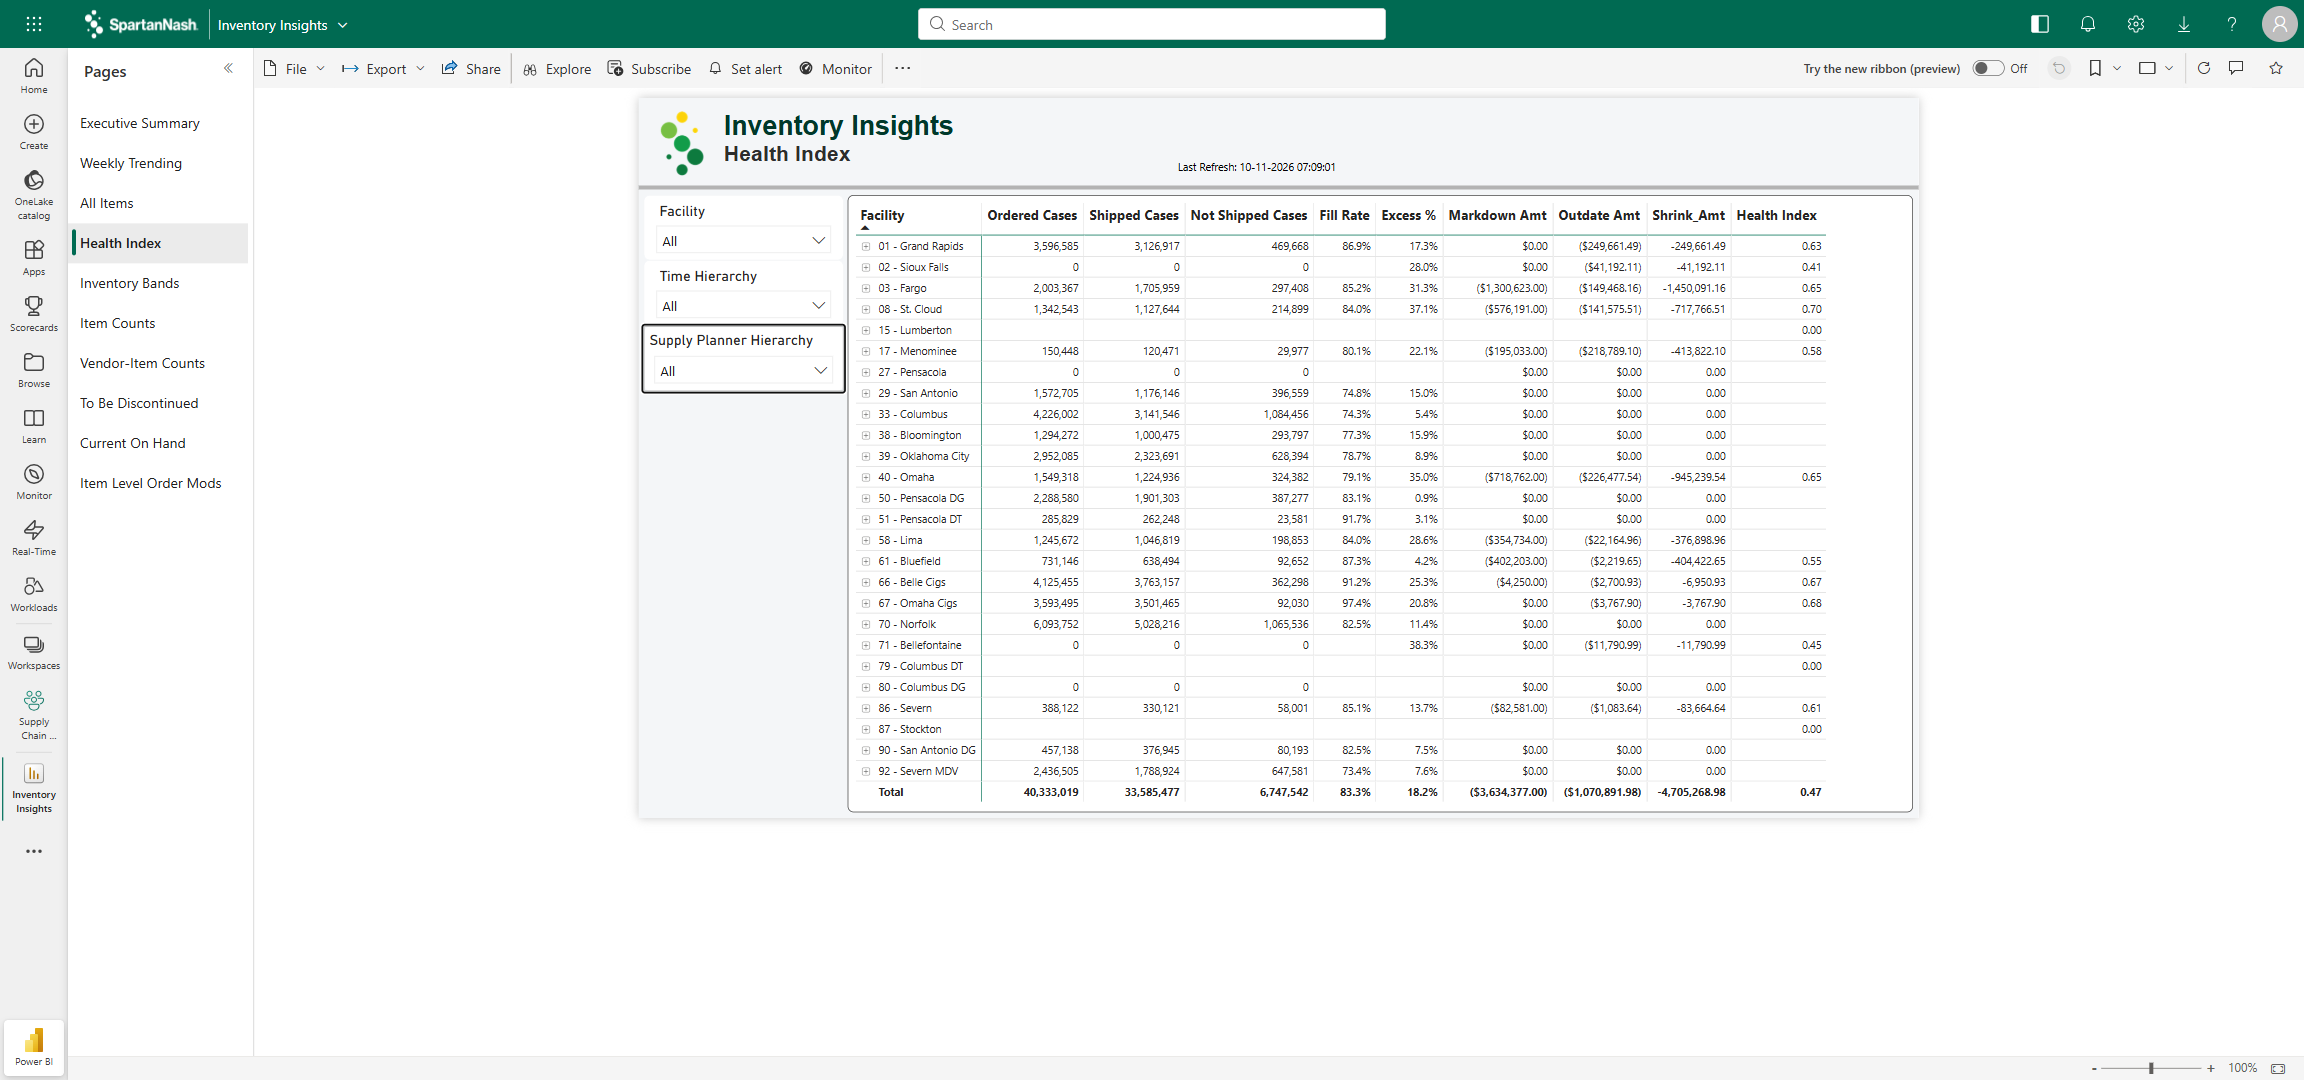 SpartanNash
Inventory Insights
Search
Home
Create
OneLake
catalog
Apps
Scorecards
Browse
Learn
Monitor
Real-Time
Workloads
Workspaces
Supply
Chain ...
Inventory
Insights
Power BI
Pages
Executive Summary
Weekly Trending
All Items
Health Index
Inventory Bands
Item Counts
Vendor-Item Counts
To Be Discontinued
Current On Hand
Item Level Order Mods
File Export Share Explore Subscribe Set alert Monitor
Try the new ribbon (preview) Off
Inventory Insights
Health Index
Last Refresh: 10-11-2026 07:09:01
Facility
All
Time Hierarchy
All
Supply Planner Hierarchy
All
Facility Ordered Cases Shipped Cases Not Shipped Cases Fill Rate Excess % Markdown Amt Outdate Amt Shrink_Amt Health Index
01 - Grand Rapids 3,596,585 3,126,917 469,668 86.9% 17.3% $0.00 ($249,661.49) -249,661.49 0.63
02 - Sioux Falls 0 0 0 28.0% $0.00 ($41,192.11) -41,192.11 0.41
03 - Fargo 2,003,367 1,705,959 297,408 85.2% 31.3% ($1,300,623.00) ($149,468.16) -1,450,091.16 0.65
08 - St. Cloud 1,342,543 1,127,644 214,899 84.0% 37.1% ($576,191.00) ($141,575.51) -717,766.51 0.70
15 - Lumberton 0.00
17 - Menominee 150,448 120,471 29,977 80.1% 22.1% ($195,033.00) ($218,789.10) -413,822.10 0.58
27 - Pensacola 0 0 0 $0.00 $0.00 0.00
29 - San Antonio 1,572,705 1,176,146 396,559 74.8% 15.0% $0.00 $0.00 0.00
33 - Columbus 4,226,002 3,141,546 1,084,456 74.3% 5.4% $0.00 $0.00 0.00
38 - Bloomington 1,294,272 1,000,475 293,797 77.3% 15.9% $0.00 $0.00 0.00
39 - Oklahoma City 2,952,085 2,323,691 628,394 78.7% 8.9% $0.00 $0.00 0.00
40 - Omaha 1,549,318 1,224,936 324,382 79.1% 35.0% ($718,762.00) ($226,477.54) -945,239.54 0.65
50 - Pensacola DG 2,288,580 1,901,303 387,277 83.1% 0.9% $0.00 $0.00 0.00
51 - Pensacola DT 285,829 262,248 23,581 91.7% 3.1% $0.00 $0.00 0.00
58 - Lima 1,245,672 1,046,819 198,853 84.0% 28.6% ($354,734.00) ($22,164.96) -376,898.96
61 - Bluefield 731,146 638,494 92,652 87.3% 4.2% ($402,203.00) ($2,219.65) -404,422.65 0.55
66 - Belle Cigs 4,125,455 3,763,157 362,298 91.2% 25.3% ($4,250.00) ($2,700.93) -6,950.93 0.67
67 - Omaha Cigs 3,593,495 3,501,465 92,030 97.4% 20.8% $0.00 ($3,767.90) -3,767.90 0.68
70 - Norfolk 6,093,752 5,028,216 1,065,536 82.5% 11.4% $0.00 $0.00 0.00
71 - Bellefontaine 0 0 0 38.3% $0.00 ($11,790.99) -11,790.99 0.45
79 - Columbus DT 0.00
80 - Columbus DG 0 0 0 $0.00 $0.00 0.00
86 - Severn 388,122 330,121 58,001 85.1% 13.7% ($82,581.00) ($1,083.64) -83,664.64 0.61
87 - Stockton 0.00
90 - San Antonio DG 457,138 376,945 80,193 82.5% 7.5% $0.00 $0.00 0.00
92 - Severn MDV 2,436,505 1,788,924 647,581 73.4% 7.6% $0.00 $0.00 0.00
Total 40,333,019 33,585,477 6,747,542 83.3% 18.2% ($3,634,377.00) ($1,070,891.98) -4,705,268.98 0.47
- + 100%